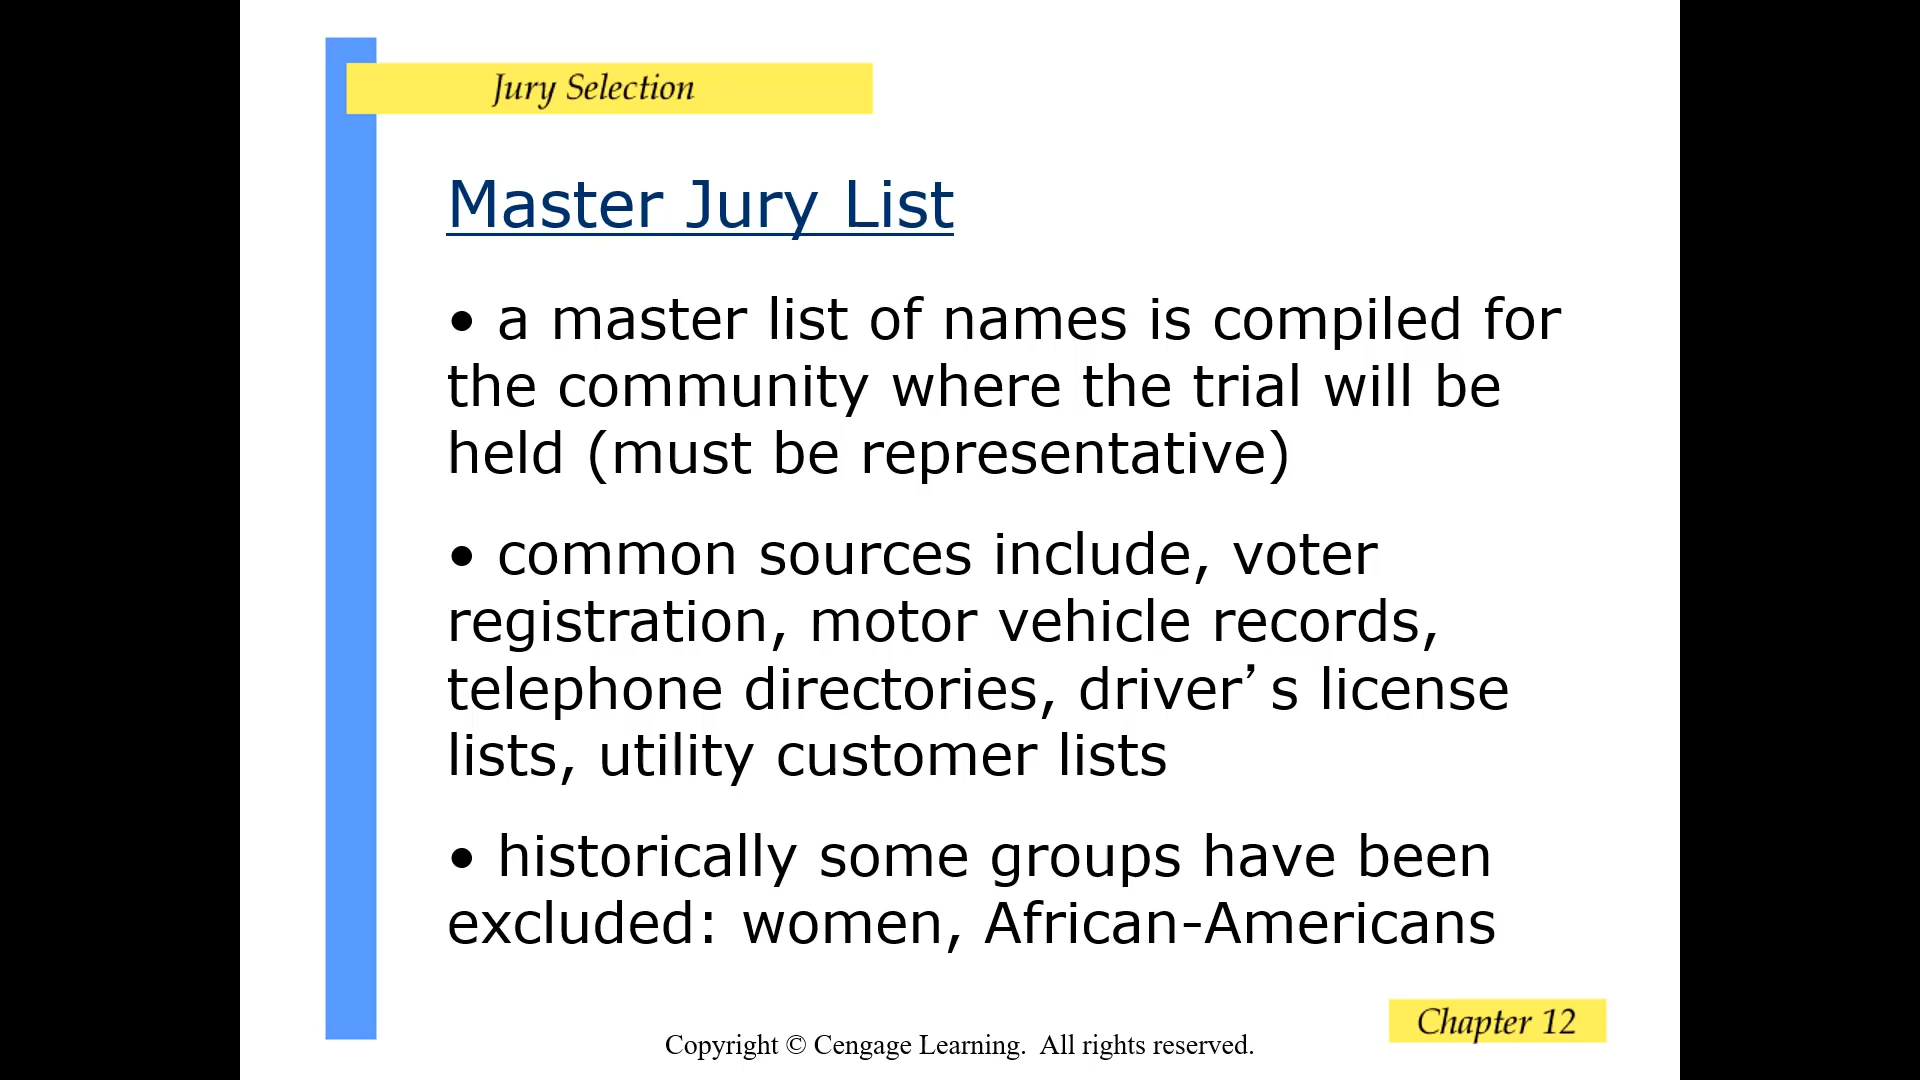 Jury Selection
Master Jury List
• a master list of names is compiled for
the community where the trial will be
held (must be representative)
• common sources include, voter
registration, motor vehicle records,
telephone directories, driver’s license
lists, utility customer lists
• historically some groups have been
excluded: women, African-Americans
Chapter 12
Copyright © Cengage Learning.  All rights reserved.